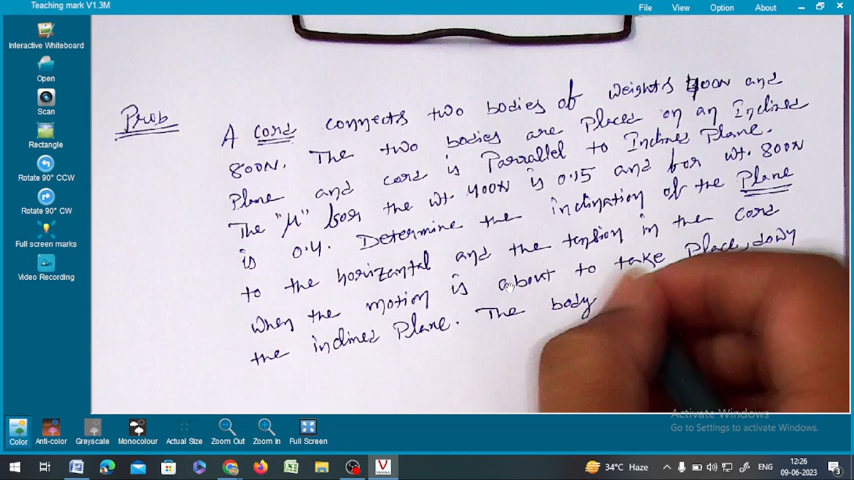 Teaching mark V1.3M
File View Option About
Interactive Whiteboard
Open
Scan
Rectangle
Rotate 90° CCW
Rotate 90° CW
Full screen marks
Video Recording
Prob
A cord connects two bodies of weights 400N and
800N. The two bodies are Placed on an Inclined
Plane and cord is Parrallel to Inclined Plane.
The "μ" for the wt. 400N is 0.15 and for wt. 800N
is 0.4. Determine the inclination of the Plane
to the horizontal and the tension in the cord
when the motion is about to take Place, down
the inclined Plane. The body
Activate Windows
Go to Settings to activate Windows.
Color Anti-color Greyscale Monocolour Actual Size Zoom Out Zoom In Full Screen
34°C Haze
ENG
12:26
09-06-2023